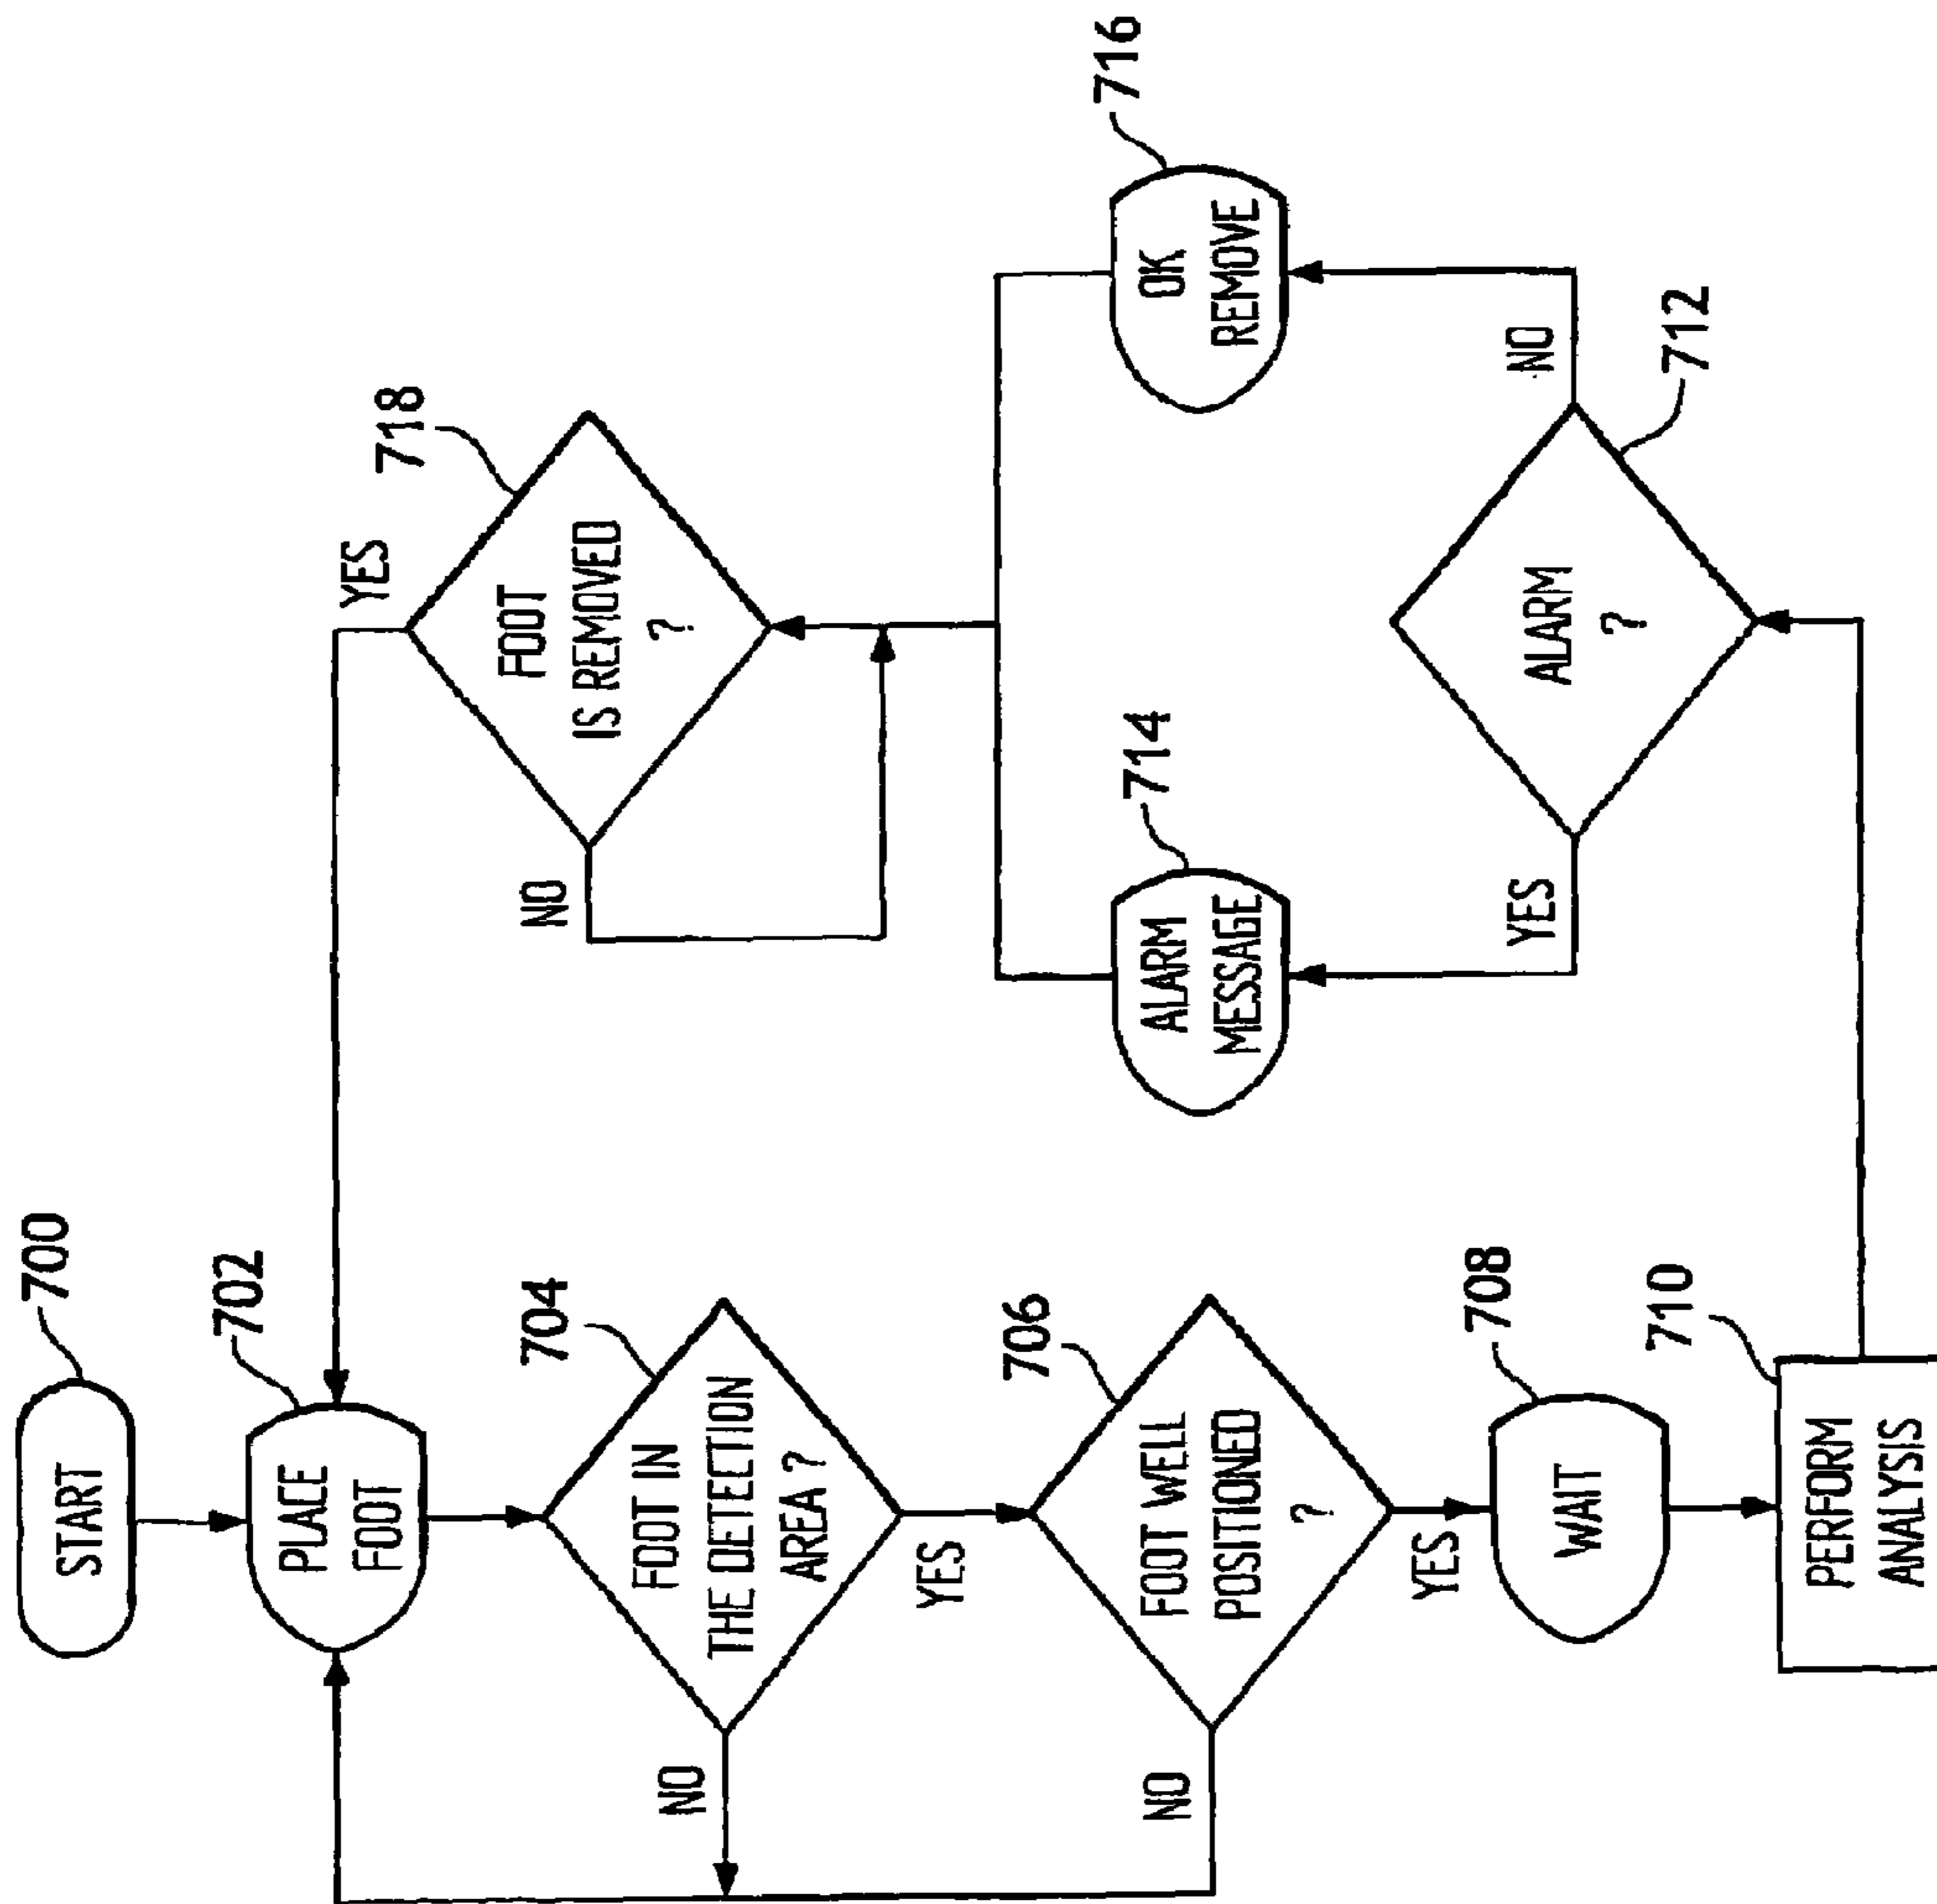 START
700
PLACE
FOOT
702
FOOT IN
THE DETECTION
AREA ?
704
NO
YES
FOOT WELL
POSITIONED
?
706
NO
YES
WAIT
708
PERFORM
ANALYSIS
710
ALARM
?
712
YES
NO
ALARM
MESSAGE
714
OK
REMOVE
716
FOOT
IS REMOVED
?
718
NO
YES